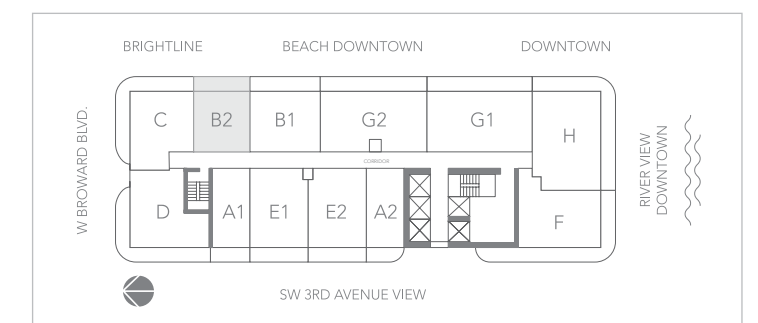 BRIGHTLINE BEACH DOWNTOWN DOWNTOWN
W BROWARD BLVD.
C B2 B1 G2 G1 H
CORRIDOR
RIVER VIEW
DOWNTOWN
D A1 E1 E2 A2 F
SW 3RD AVENUE VIEW